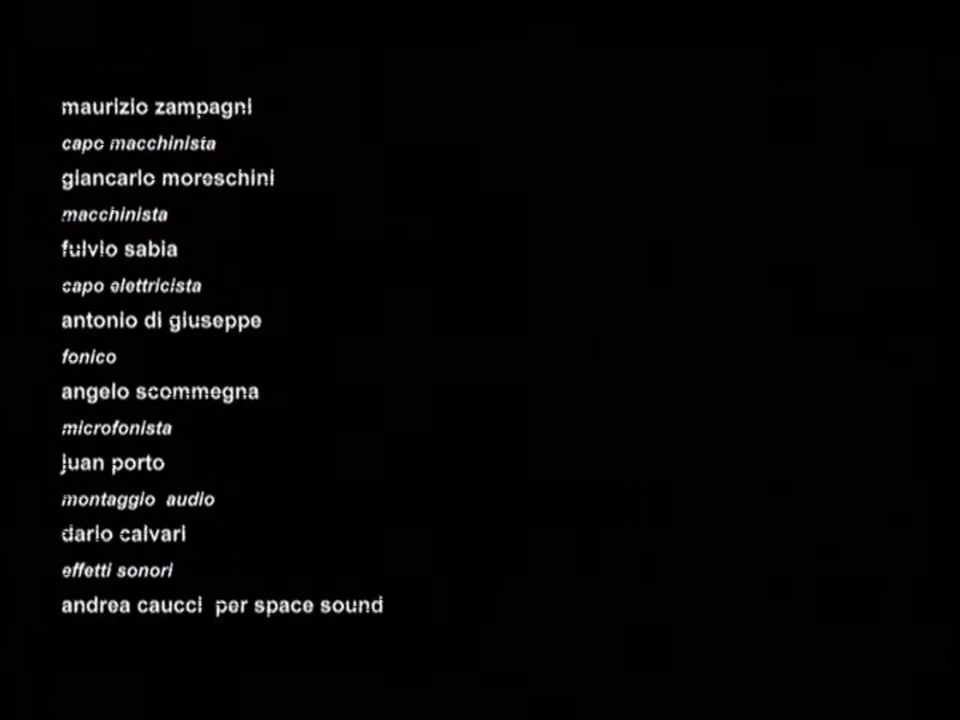 maurizio zampagni
capo macchinista
giancarlo moreschini
macchinista
fulvio sabia
capo elettricista
antonio di giuseppe
fonico
angelo scommegna
microfonista
juan porto
montaggio audio
dario calvari
effetti sonori
andrea caucci per space sound